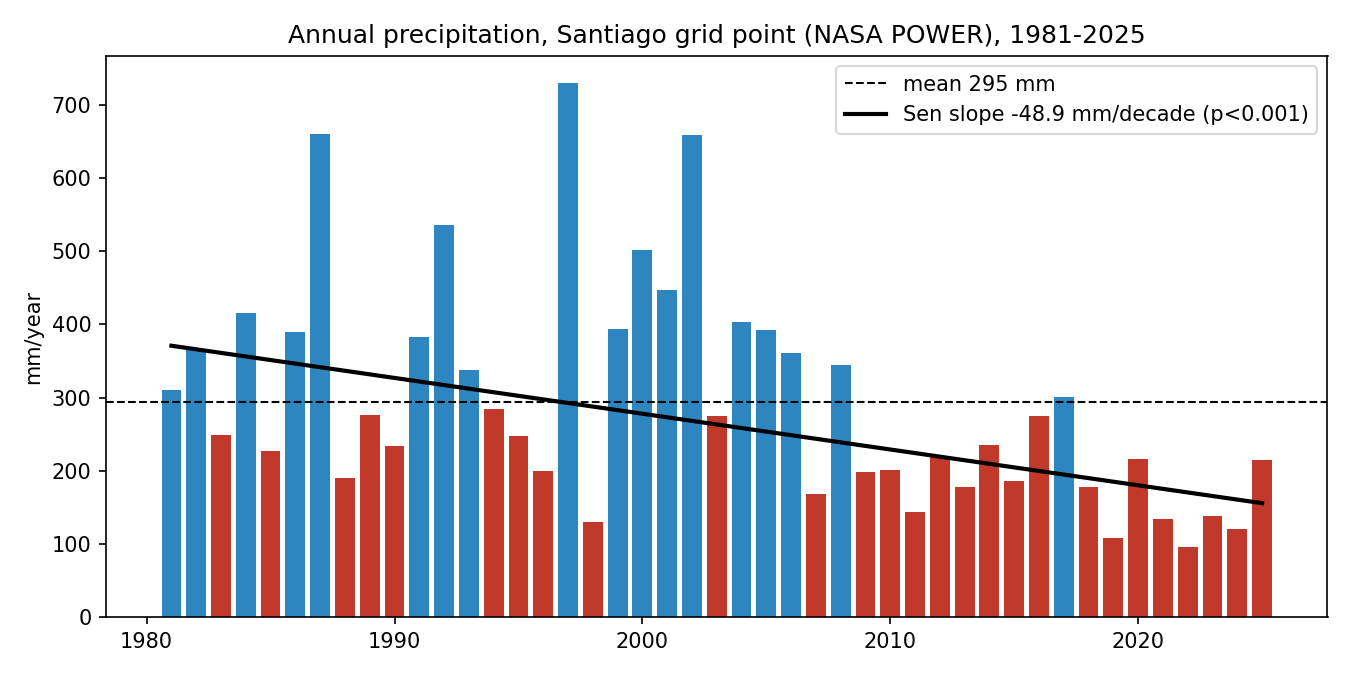 Annual precipitation, Santiago grid point (NASA POWER), 1981-2025
mean 295 mm
Sen slope -48.9 mm/decade (p<0.001)
mm/year
700
600
500
400
300
200
100
0
1980 1990 2000 2010 2020